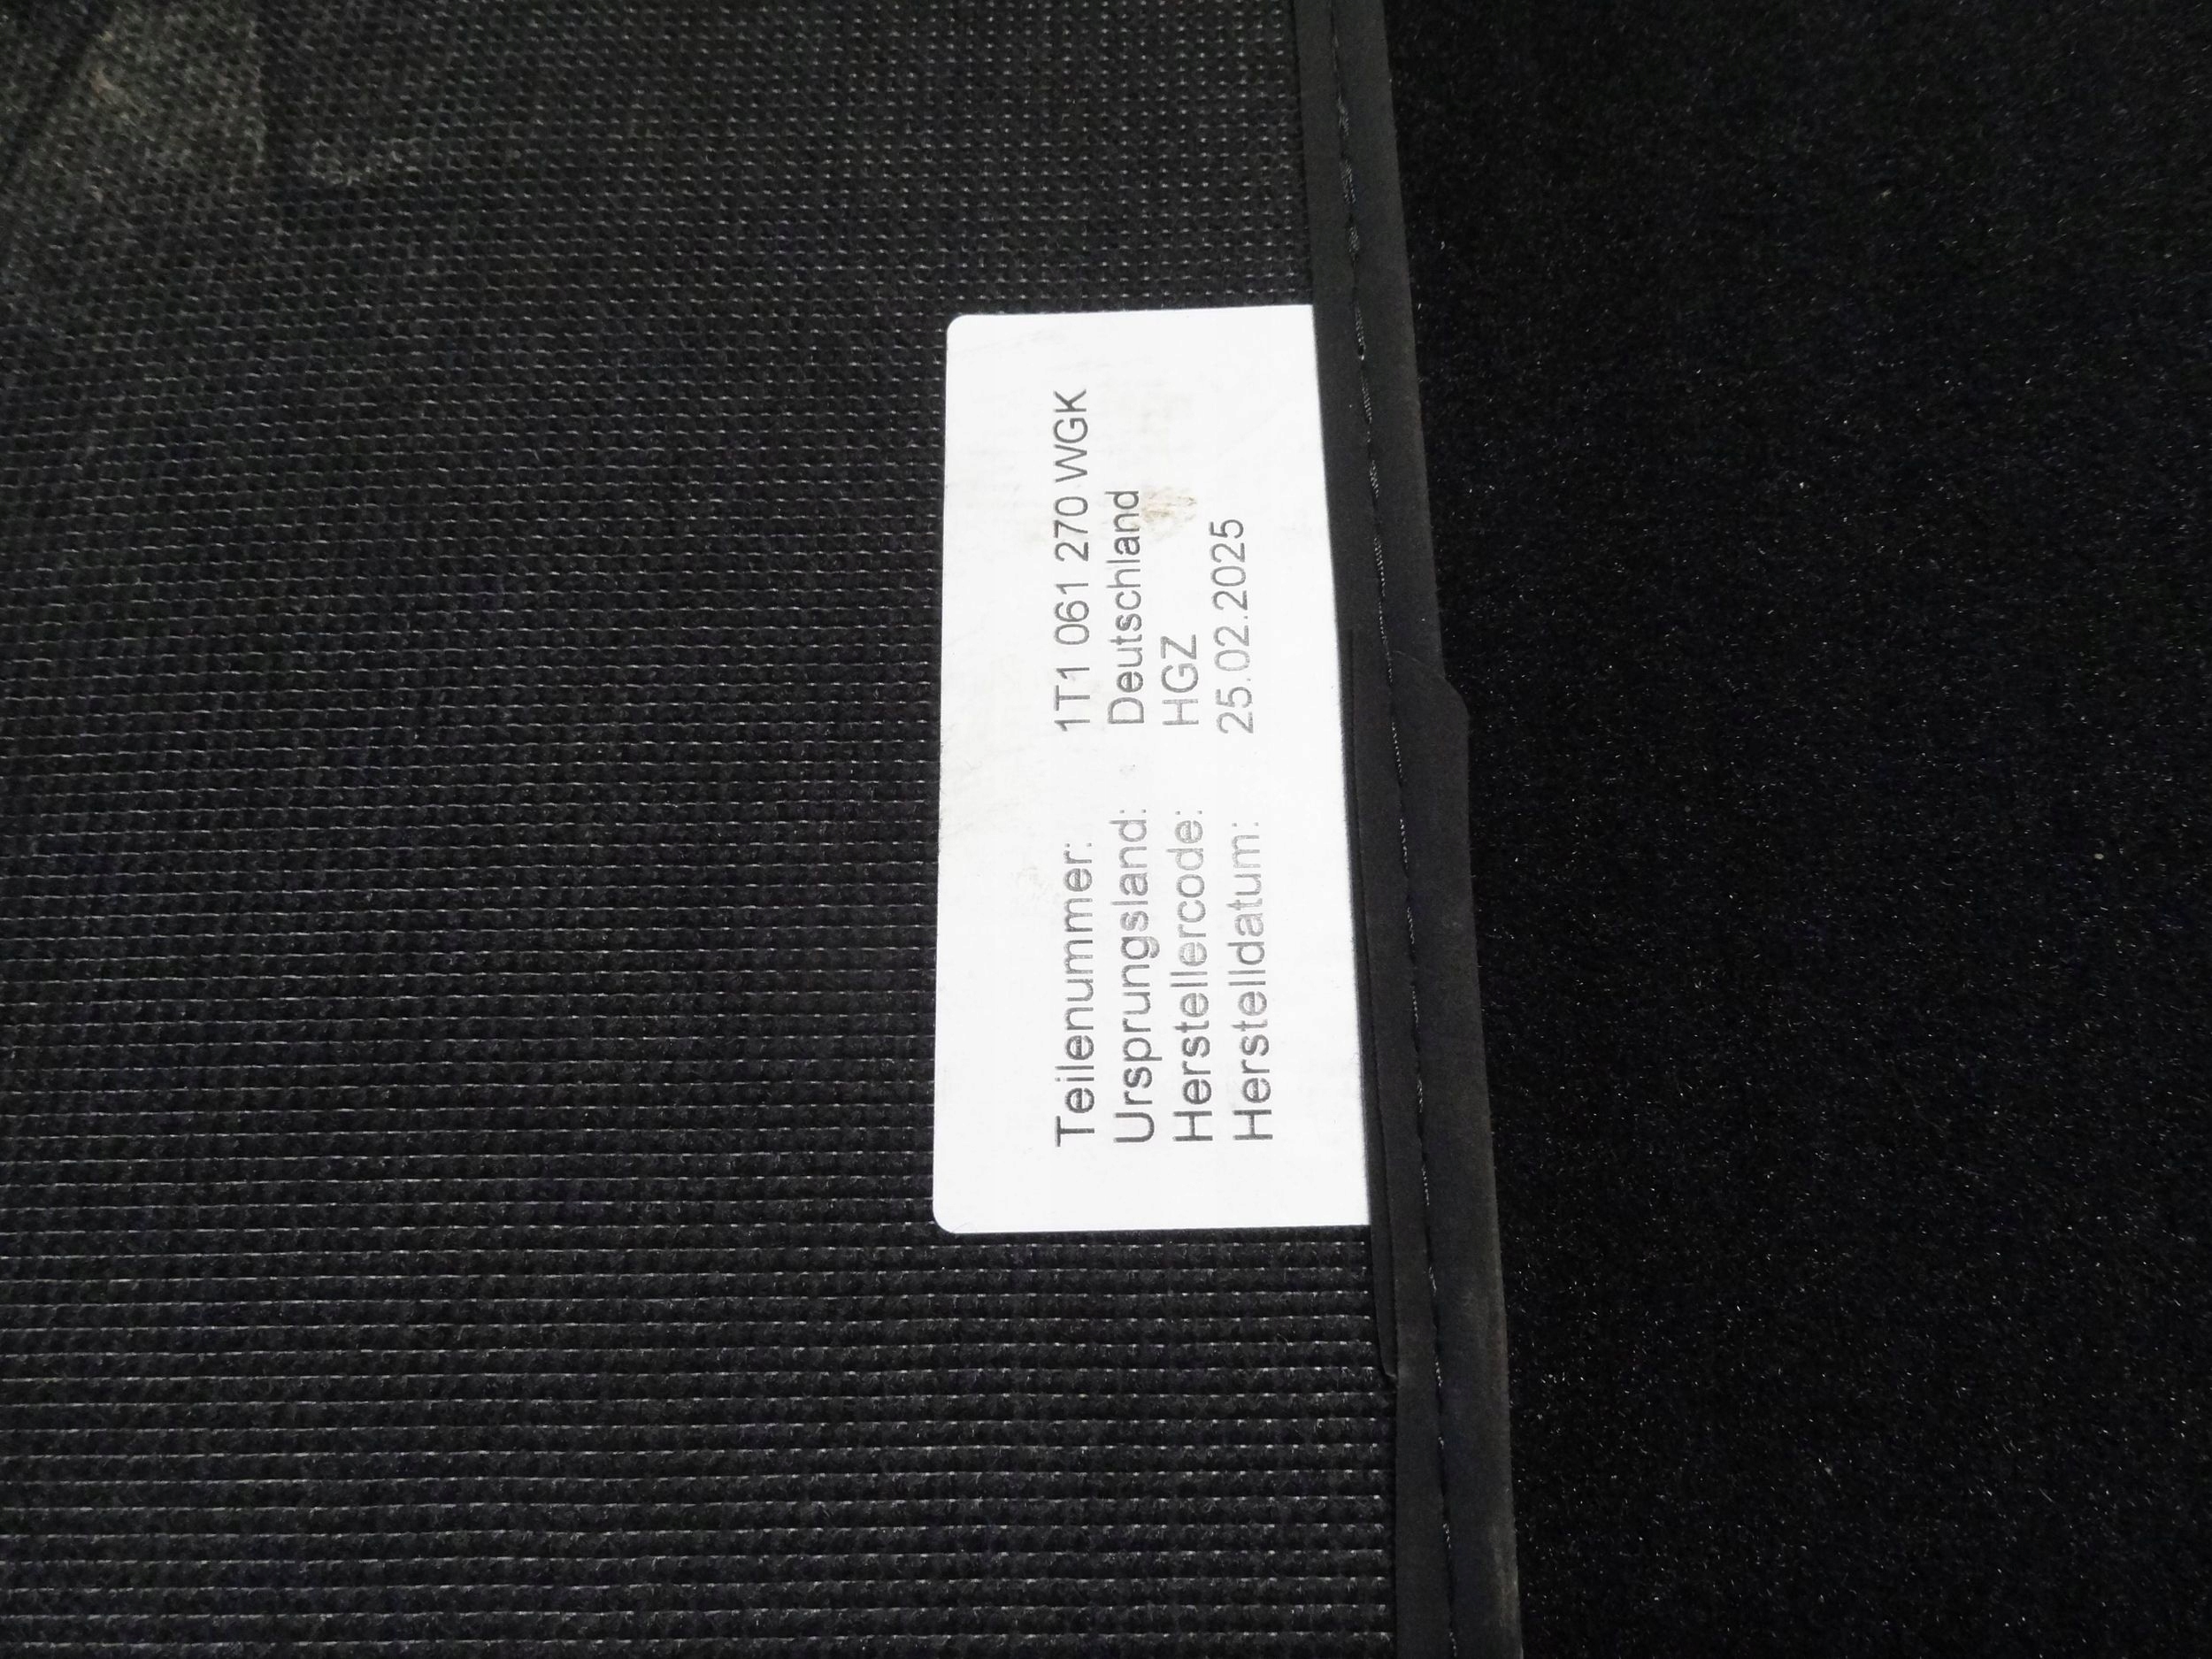 Teilenummer: 1T1 061 270 WGK
Ursprungsland: Deutschland
Herstellercode: HGZ
Herstelldatum: 25.02.2025